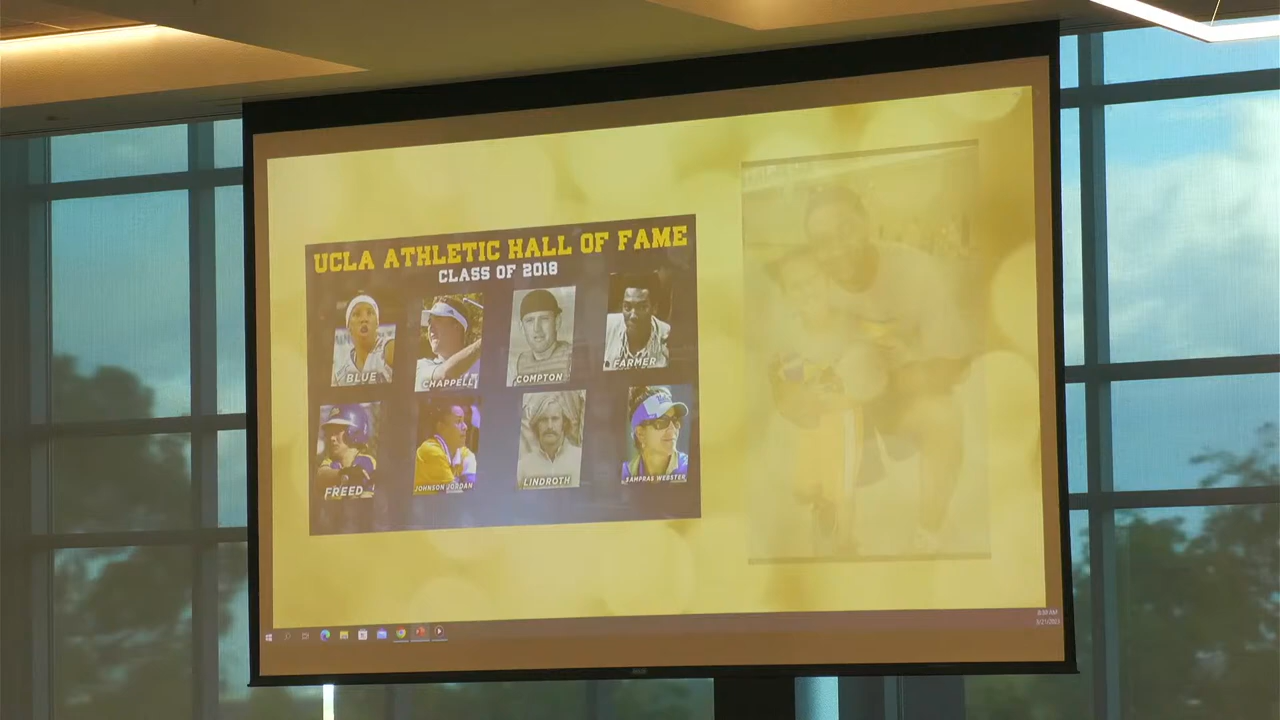 UCLA ATHLETIC HALL OF FAME
CLASS OF 2018
BLUE
CHAPPELL
COMPTON
FARMER
FREED
JOHNSON JORDAN
LINDROTH
SAMPRAS WEBSTER